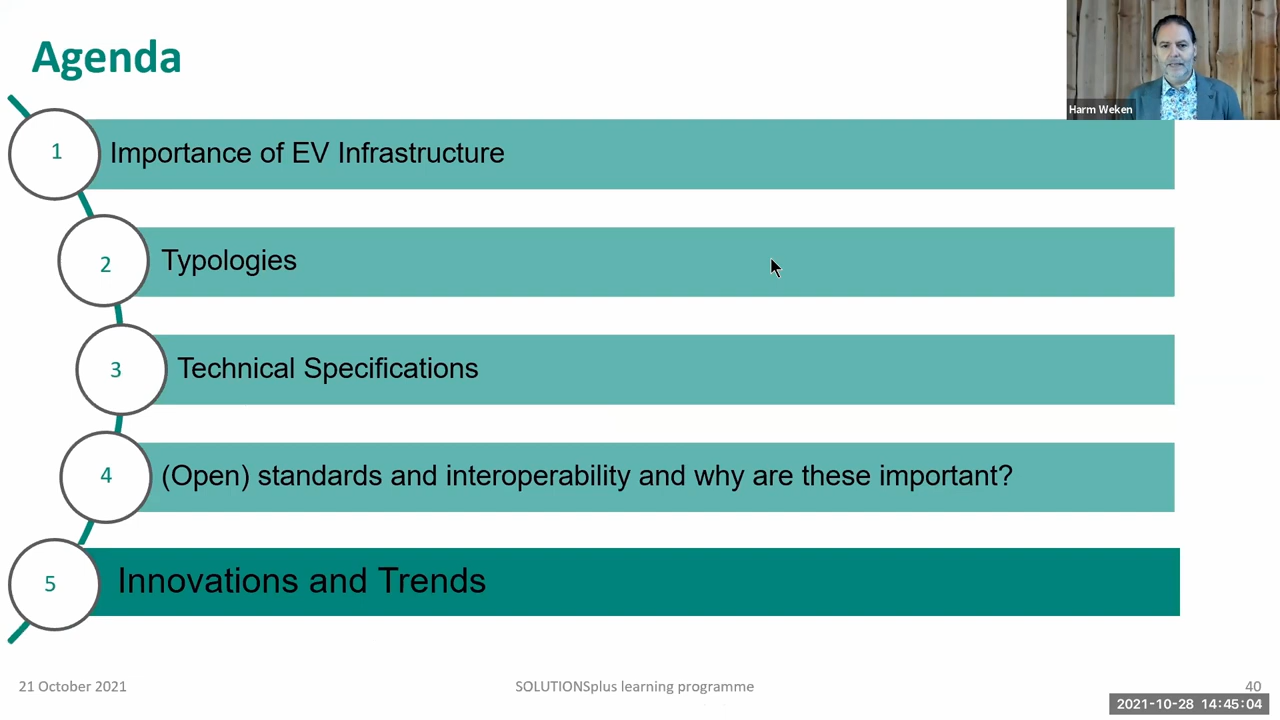 Agenda
Harm Weken
1
Importance of EV Infrastructure
2
Typologies
3
Technical Specifications
4
(Open) standards and interoperability and why are these important?
5
Innovations and Trends
21 October 2021
SOLUTIONSplus learning programme
40
2021-10-28 14:45:04